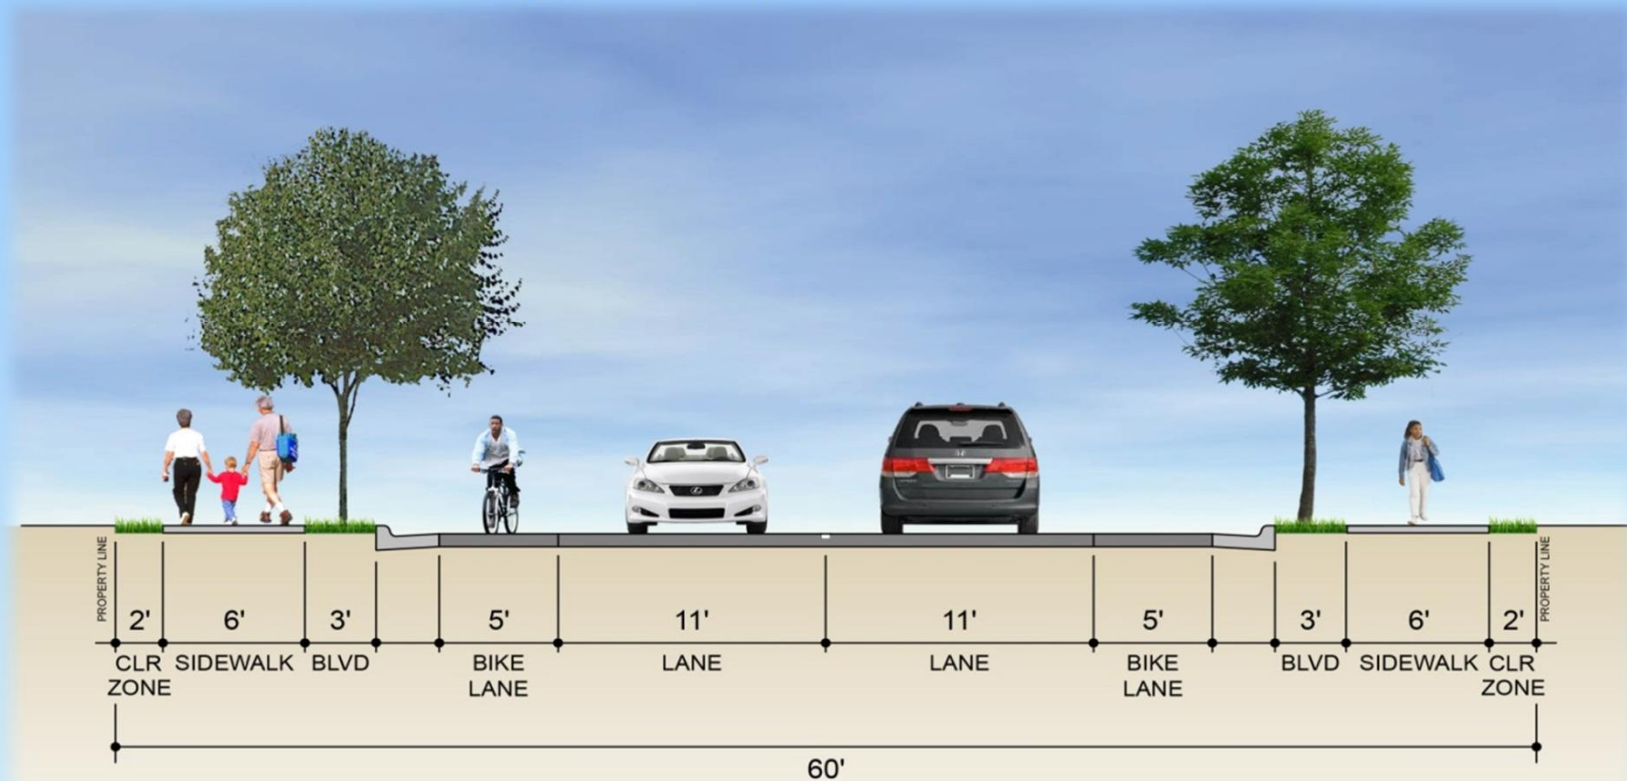 PROPERTY LINE
PROPERTY LINE
2' 6' 3' 5' 11' 11' 5' 3' 6' 2'
CLR SIDEWALK BLVD BIKE LANE LANE BIKE BLVD SIDEWALK CLR
ZONE LANE LANE ZONE
60'